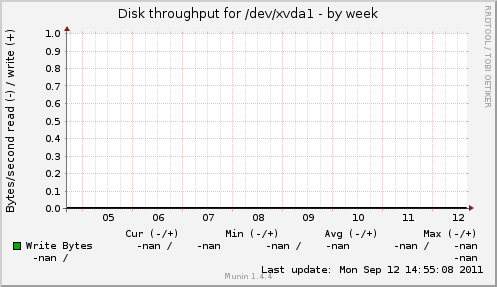 Disk throughput for /dev/xvda1 - by week
RRDTOOL / TOBI OETIKER
Bytes/second read (-) / write (+)
1.0
0.9
0.8
0.7
0.6
0.5
0.4
0.3
0.2
0.1
0.0
05 06 07 08 09 10 11 12
Cur (-/+) Min (-/+) Avg (-/+) Max (-/+)
Write Bytes -nan / -nan -nan / -nan -nan / -nan
-nan / -nan
Last update: Mon Sep 12 14:55:08 2011
Munin 1.4.4